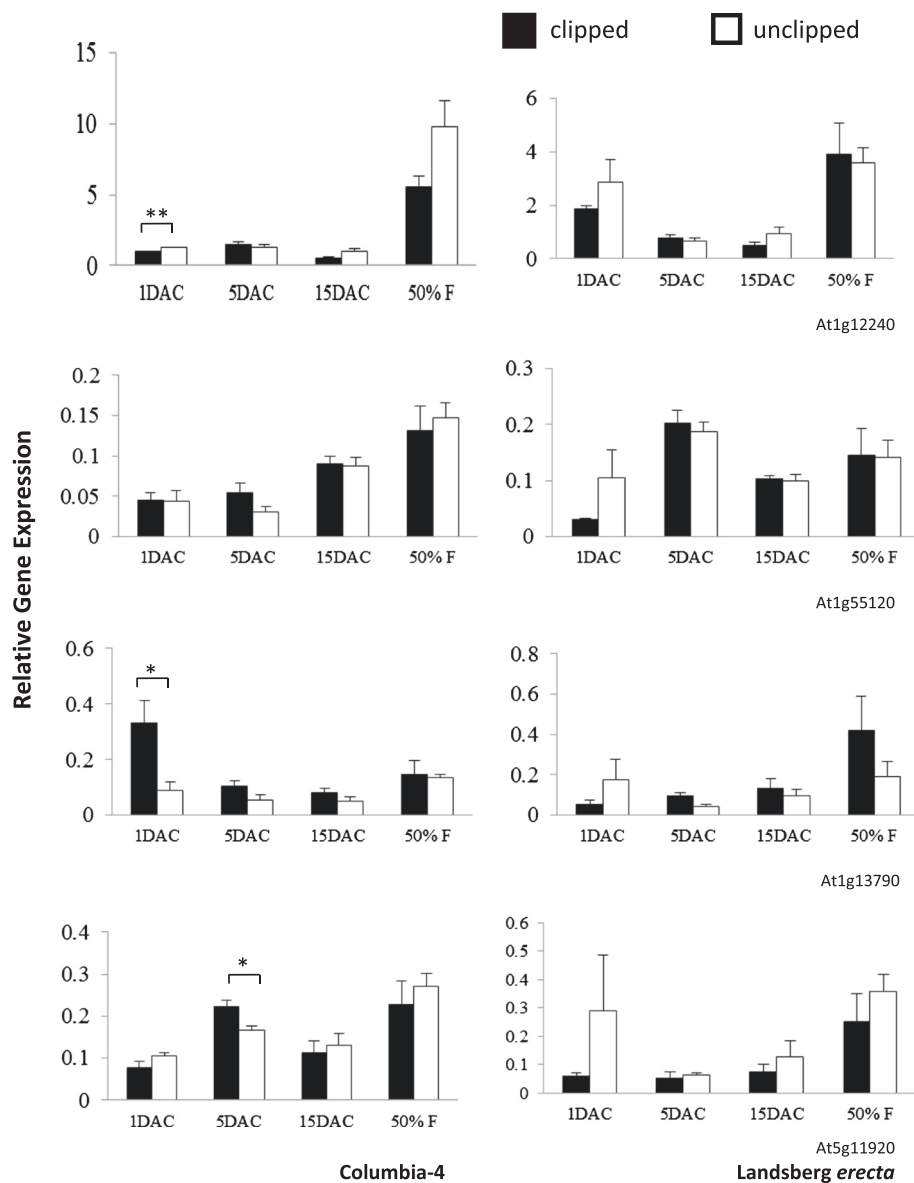 clipped unclipped
15
10
5
0
**
1DAC 5DAC 15DAC 50% F
6
4
2
0
1DAC 5DAC 15DAC 50% F
At1g12240
Relative Gene Expression
0.2
0.15
0.1
0.05
0
1DAC 5DAC 15DAC 50% F
0.3
0.2
0.1
0
1DAC 5DAC 15DAC 50% F
At1g55120
0.6
0.4
0.2
0
*
1DAC 5DAC 15DAC 50% F
0.8
0.6
0.4
0.2
0
1DAC 5DAC 15DAC 50% F
At1g13790
0.4
0.3
0.2
0.1
0
*
1DAC 5DAC 15DAC 50% F
0.6
0.5
0.4
0.3
0.2
0.1
0
1DAC 5DAC 15DAC 50% F
At5g11920
Columbia-4 Landsberg erecta